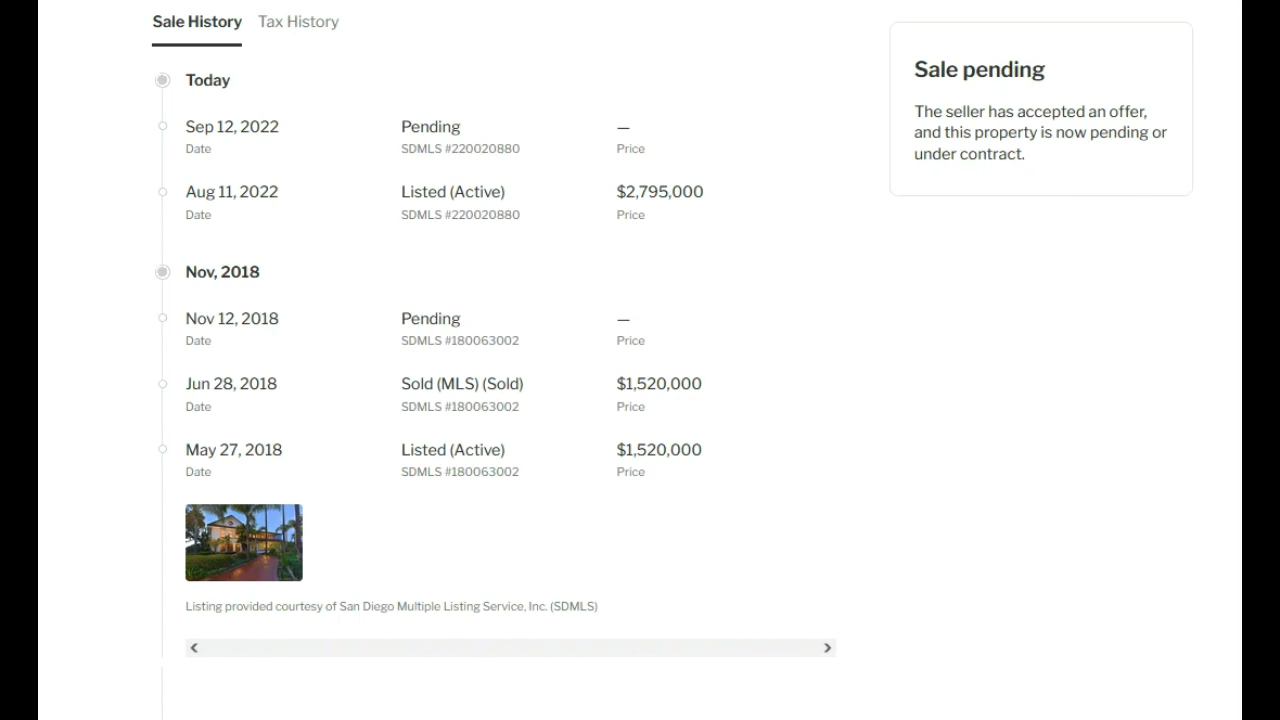 Sale History Tax History
Today
Sep 12, 2022 Pending —
Date SDMLS #220020880 Price
Aug 11, 2022 Listed (Active) $2,795,000
Date SDMLS #220020880 Price
Nov, 2018
Nov 12, 2018 Pending —
Date SDMLS #180063002 Price
Jun 28, 2018 Sold (MLS) (Sold) $1,520,000
Date SDMLS #180063002 Price
May 27, 2018 Listed (Active) $1,520,000
Date SDMLS #180063002 Price
Listing provided courtesy of San Diego Multiple Listing Service, Inc. (SDMLS)
Sale pending
The seller has accepted an offer,
and this property is now pending or
under contract.